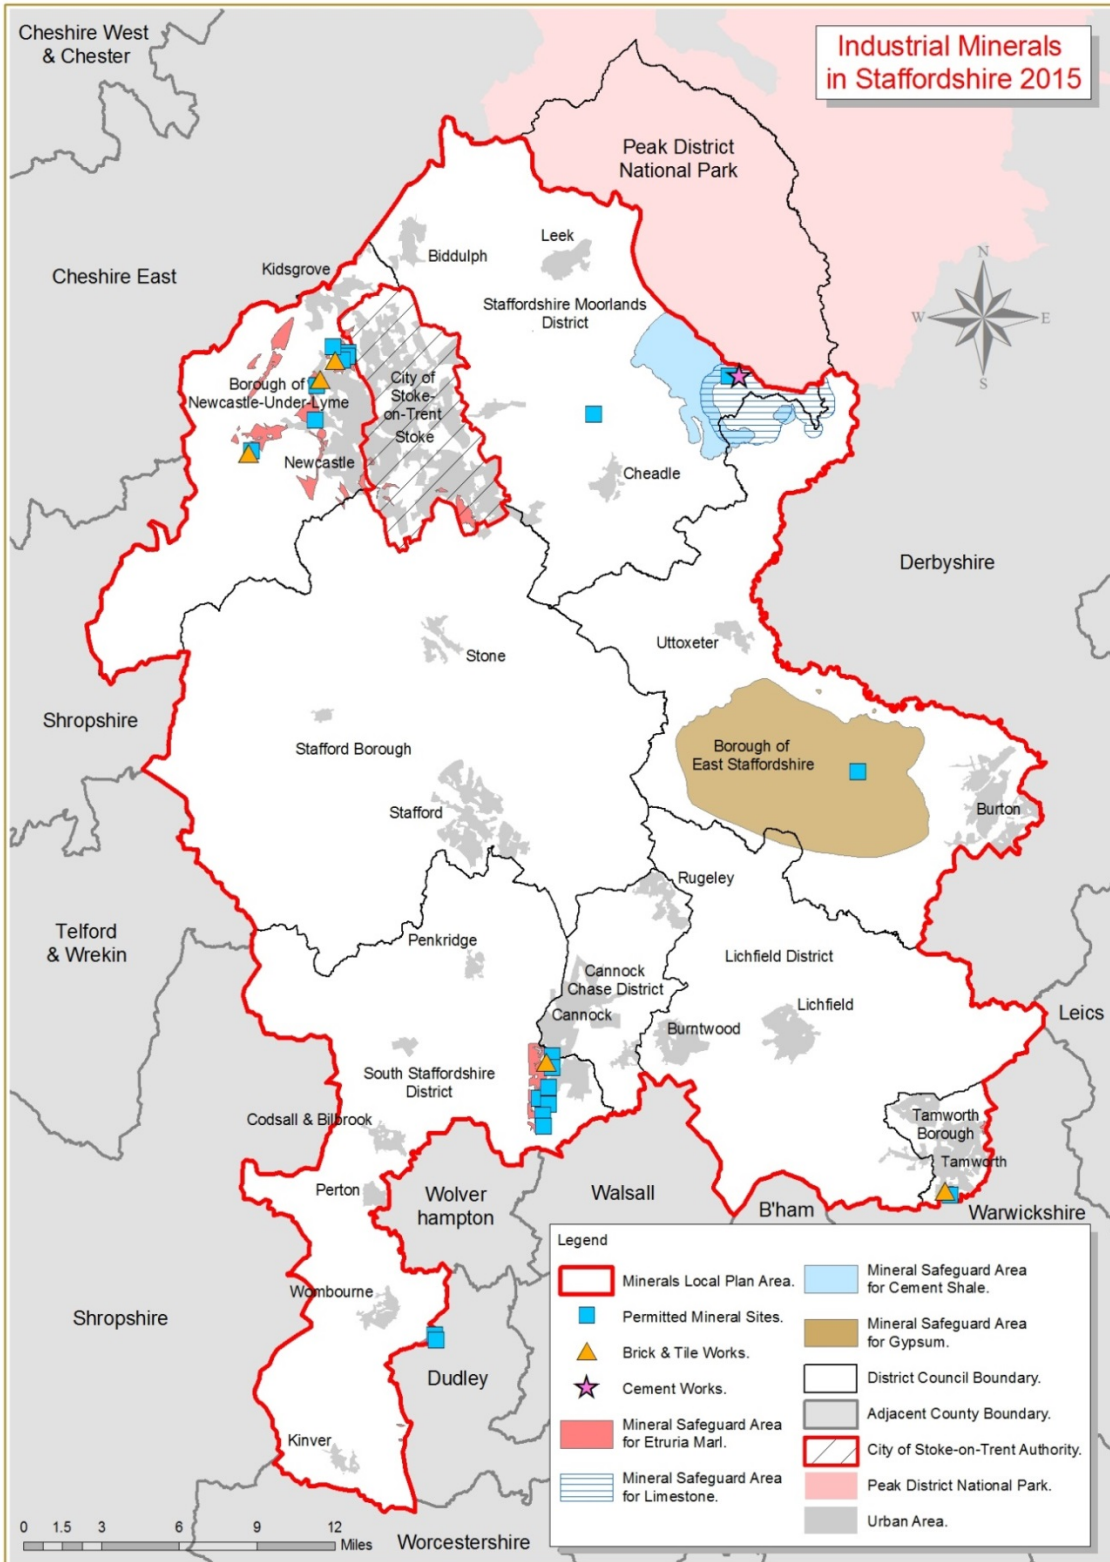 Cheshire West
& Chester
Industrial Minerals
in Staffordshire 2015
Peak District
National Park
Leek
Biddulph
Cheshire East
Kidsgrove
N
W
E
S
Staffordshire Moorlands
District
Borough of
Newcastle-Under-Lyme
City of
Stoke-
on-Trent
Stoke
Newcastle
Cheadle
Derbyshire
Uttoxeter
Stone
Shropshire
Stafford Borough
Borough of
East Staffordshire
Stafford
Burton
Rugeley
Telford
& Wrekin
Penkridge
Lichfield District
Cannock
Chase District
Cannock
Lichfield
Burntwood
Leics
South Staffordshire
District
Codsall & Bilbrook
Tamworth
Borough
Tamworth
Perton
Wolver
hampton
Walsall
B'ham
Warwickshire
Wombourne
Shropshire
Dudley
Kinver
Worcestershire
0 1.5 3 6 9 12
Miles
Legend
Minerals Local Plan Area.
Permitted Mineral Sites.
Brick & Tile Works.
Cement Works.
Mineral Safeguard Area
for Etruria Marl.
Mineral Safeguard Area
for Limestone.
Mineral Safeguard Area
for Cement Shale.
Mineral Safeguard Area
for Gypsum.
District Council Boundary.
Adjacent County Boundary.
City of Stoke-on-Trent Authority.
Peak District National Park.
Urban Area.